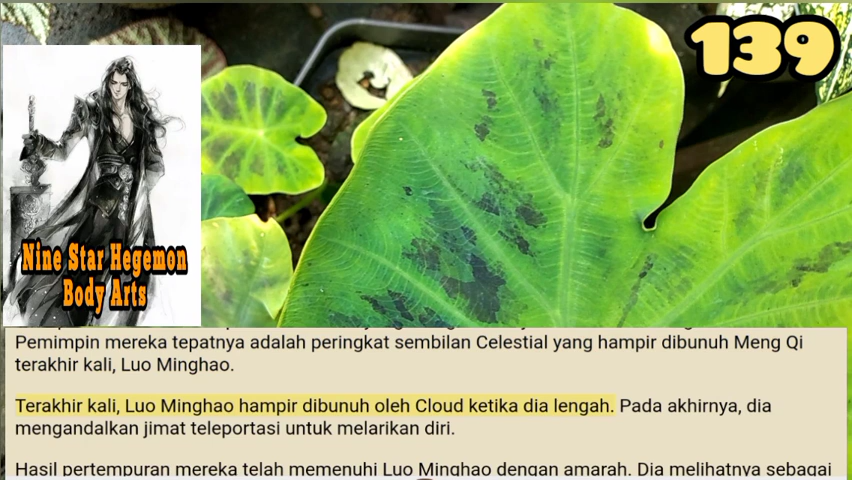 139
Nine Star Hegemon
Body Arts
Pemimpin mereka tepatnya adalah peringkat sembilan Celestial yang hampir dibunuh Meng Qi
terakhir kali, Luo Minghao.
Terakhir kali, Luo Minghao hampir dibunuh oleh Cloud ketika dia lengah. Pada akhirnya, dia
mengandalkan jimat teleportasi untuk melarikan diri.
Hasil pertempuran mereka telah memenuhi Luo Minghao dengan amarah. Dia melihatnya sebagai